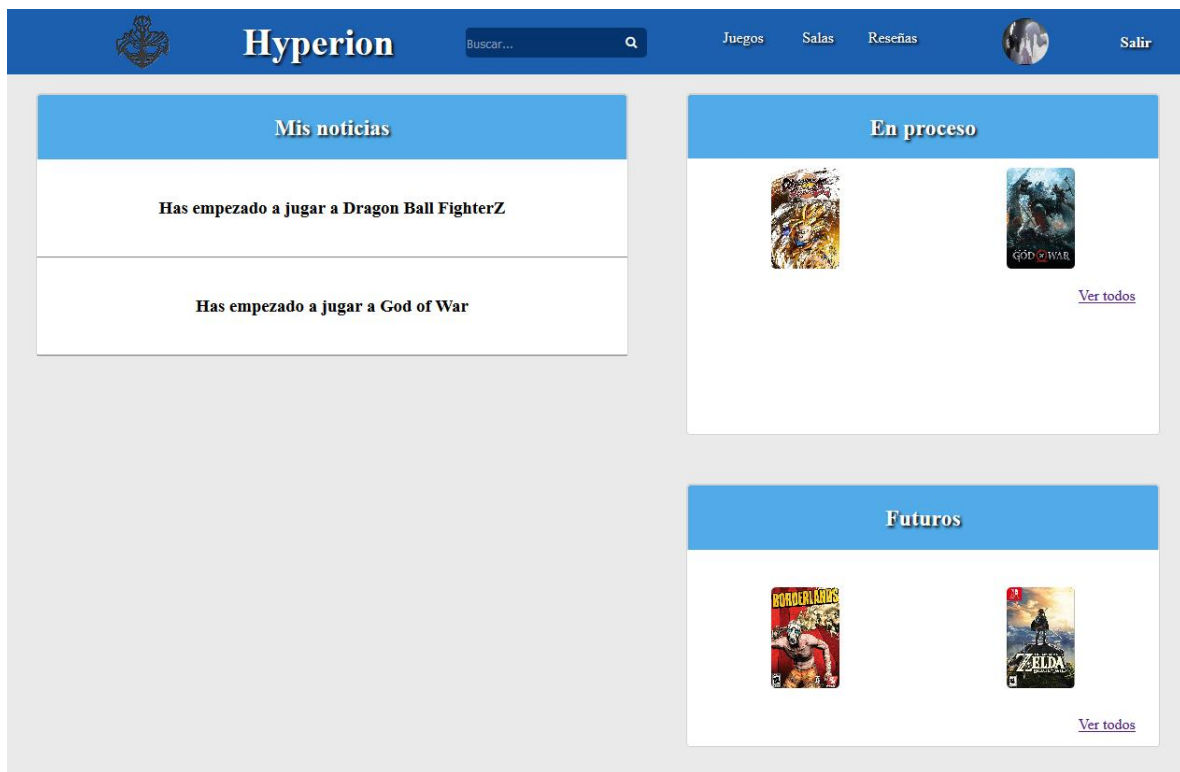 Hyperion
Buscar...
Juegos
Salas
Reseñas
Salir
Mis noticias
Has empezado a jugar a Dragon Ball FighterZ
Has empezado a jugar a God of War
En proceso
GOD OF WAR
Ver todos
Futuros
BORDERLANDS
ZELDA
Ver todos